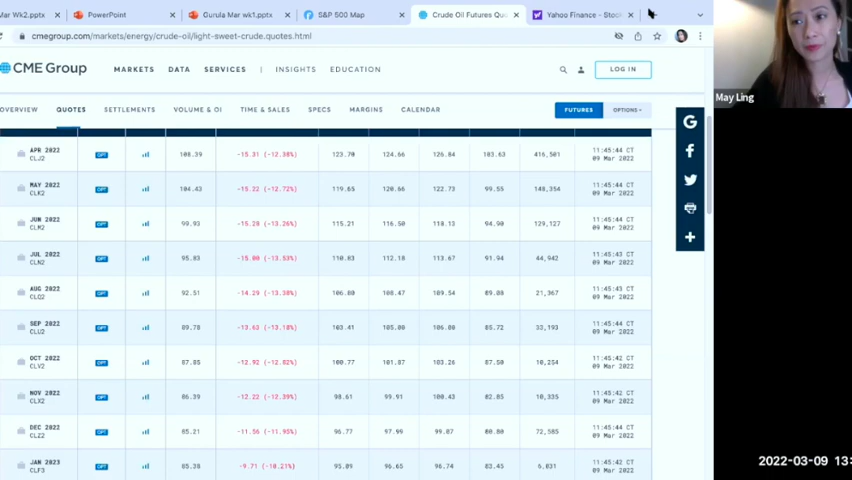 Mar Wk2.pptx
PowerPoint
Gurula Mar wk1.pptx
S&P 500 Map
Crude Oil Futures Quo
Yahoo Finance - Stock
cmegroup.com/markets/energy/crude-oil/light-sweet-crude.quotes.html
CME Group
MARKETS DATA SERVICES | INSIGHTS EDUCATION LOG IN
OVERVIEW QUOTES SETTLEMENTS VOLUME & OI TIME & SALES SPECS MARGINS CALENDAR FUTURES OPTIONS
May Ling
APR 2022 OPT 108.39 -15.31 (-12.38%) 123.70 124.66 126.84 103.63 416,501 11:45:44 CT
CLJ2 09 Mar 2022
MAY 2022 OPT 104.43 -15.22 (-12.72%) 119.65 120.66 122.73 99.55 148,354 11:45:44 CT
CLK2 09 Mar 2022
JUN 2022 OPT 99.93 -15.28 (-13.26%) 115.21 116.50 118.13 94.90 129,127 11:45:44 CT
CLM2 09 Mar 2022
JUL 2022 OPT 95.83 -15.00 (-13.53%) 110.83 112.18 113.67 91.94 44,942 11:45:43 CT
CLN2 09 Mar 2022
AUG 2022 OPT 92.51 -14.29 (-13.38%) 106.80 108.47 109.54 89.08 21,367 11:45:43 CT
CLQ2 09 Mar 2022
SEP 2022 OPT 89.78 -13.63 (-13.18%) 103.41 105.00 106.00 85.72 33,193 11:45:44 CT
CLU2 09 Mar 2022
OCT 2022 OPT 87.85 -12.92 (-12.82%) 100.77 101.87 103.26 87.50 10,254 11:45:42 CT
CLV2 09 Mar 2022
NOV 2022 OPT 86.39 -12.22 (-12.39%) 98.61 99.91 100.43 82.05 10,335 11:45:42 CT
CLX2 09 Mar 2022
DEC 2022 OPT 85.21 -11.56 (-11.95%) 96.77 97.99 99.07 80.80 72,585 11:45:44 CT
CLZ2 09 Mar 2022
JAN 2023 OPT 85.38 -9.71 (-10.21%) 95.09 96.65 96.74 83.45 6,031 11:45:42 CT
CLF3 09 Mar 2022
2022-03-09 13: